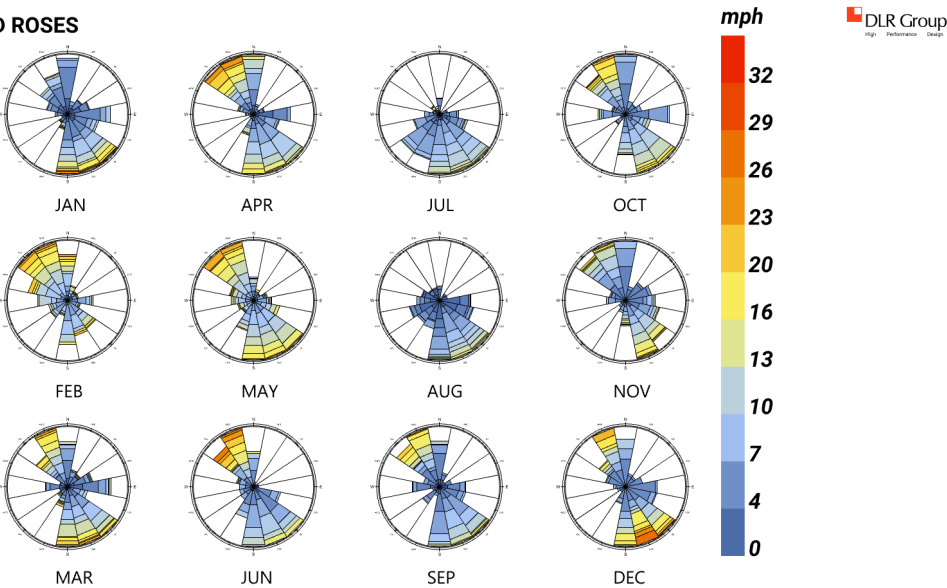 D ROSES
mph
DLR Group
High Performance Design
N
E
S
W
JAN
N
E
S
W
APR
N
E
S
W
JUL
N
E
S
W
OCT
N
E
S
W
FEB
N
E
S
W
MAY
N
E
S
W
AUG
N
E
S
W
NOV
N
E
S
W
MAR
N
E
S
W
JUN
N
E
S
W
SEP
N
E
S
W
DEC
32
29
26
23
20
16
13
10
7
4
0